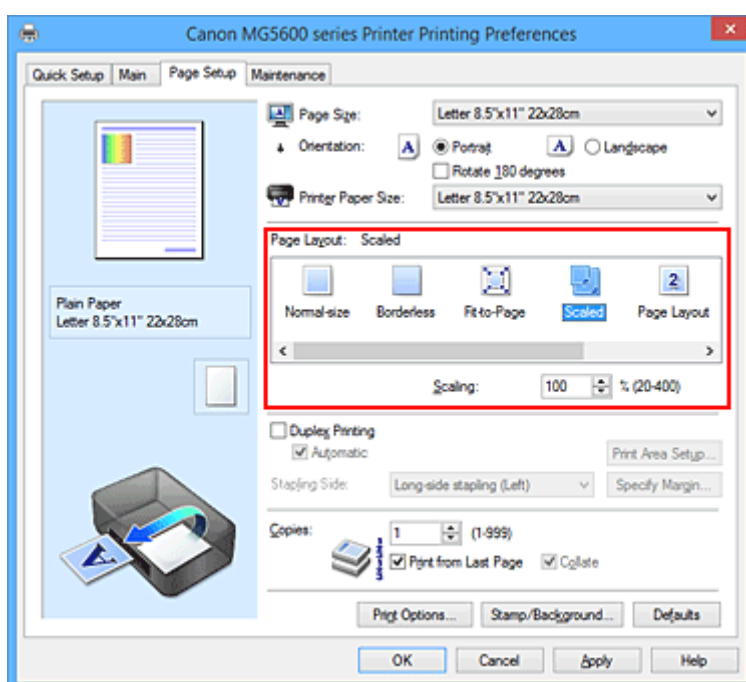 Canon MG5600 series Printer Printing Preferences
Quick Setup Main Page Setup Maintenance
Page Size: Letter 8.5"x11" 22x28cm
Orientation: A Portrait A Landscape
Rotate 180 degrees
Printer Paper Size: Letter 8.5"x11" 22x28cm
Page Layout: Scaled
2
Normal-size Borderless Fit-to-Page Scaled Page Layout
Plain Paper
Letter 8.5"x11" 22x28cm
Scaling: 100 % (20-400)
Duplex Printing
Automatic
Print Area Setup...
Stapling Side: Long-side stapling (Left) Specify Margin...
Copies: 1 (1-999)
Print from Last Page Collate
A
Print Options... Stamp/Background... Defaults
OK Cancel Apply Help